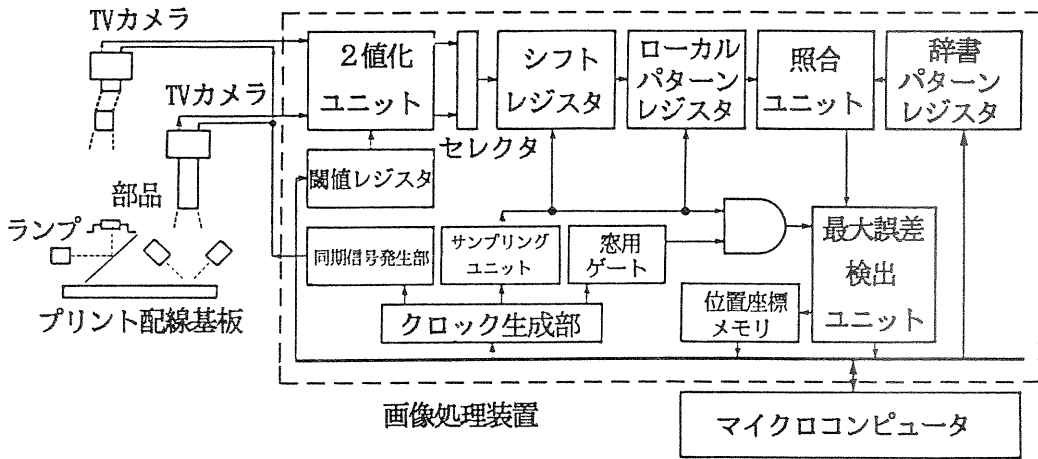 TVカメラ
TVカメラ
部品
ランプ
プリント配線基板
2値化
ユニット
セレクタ
シフト
レジスタ
ローカル
パターン
レジスタ
照合
ユニット
辞書
パターン
レジスタ
閾値レジスタ
同期信号発生部
サンプリング
ユニット
窓用
ゲート
クロック生成部
位置座標
メモリ
最大誤差
検出
ユニット
画像処理装置
マイクロコンピュータ